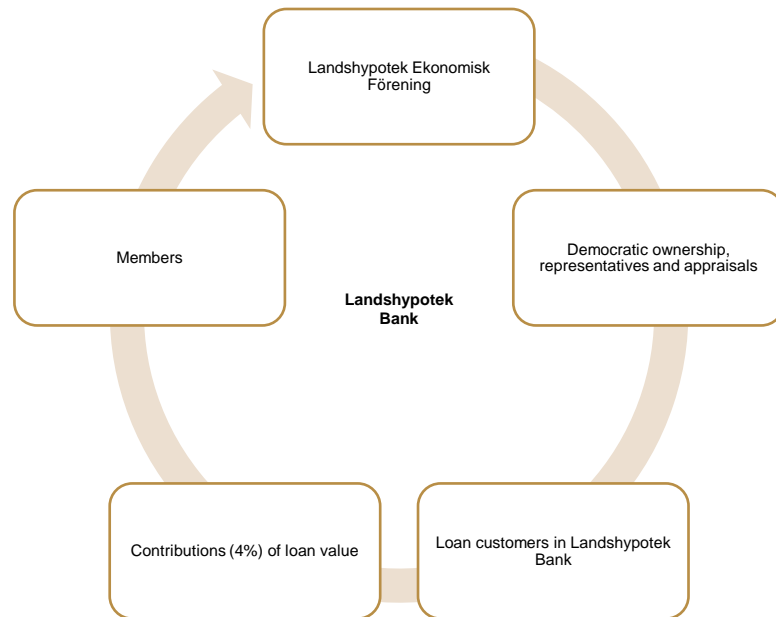 Landshypotek Ekonomisk
Förening
Members
Democratic ownership,
representatives and appraisals
Landshypotek
Bank
Contributions (4%) of loan value
Loan customers in Landshypotek
Bank